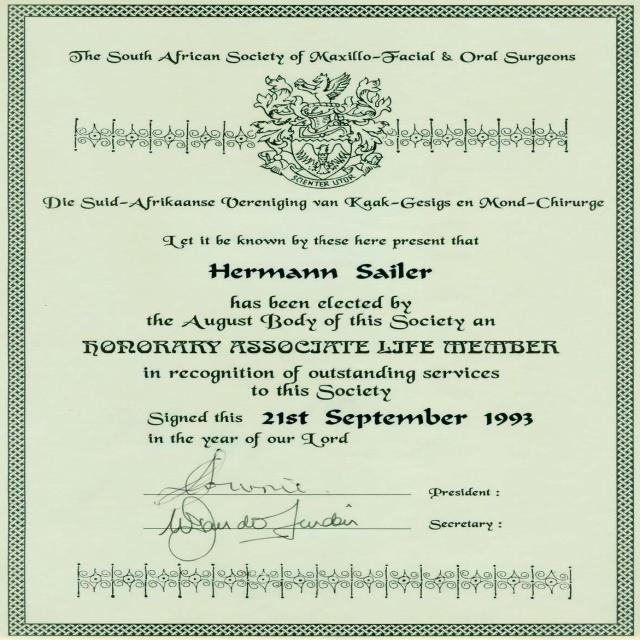 The South African Society of Maxillo-Facial & Oral Surgeons
SCIENTER UTOR
Die Suid-Afrikaanse Vereniging van Kaak-Gesigs en Mond-Chirurge
Let it be known by these here present that
Hermann Sailer
has been elected by
the August Body of this Society an
HONORARY ASSOCIATE LIFE MEMBER
in recognition of outstanding services
to this Society
Signed this 21st September 1993
in the year of our Lord
President :
Secretary :